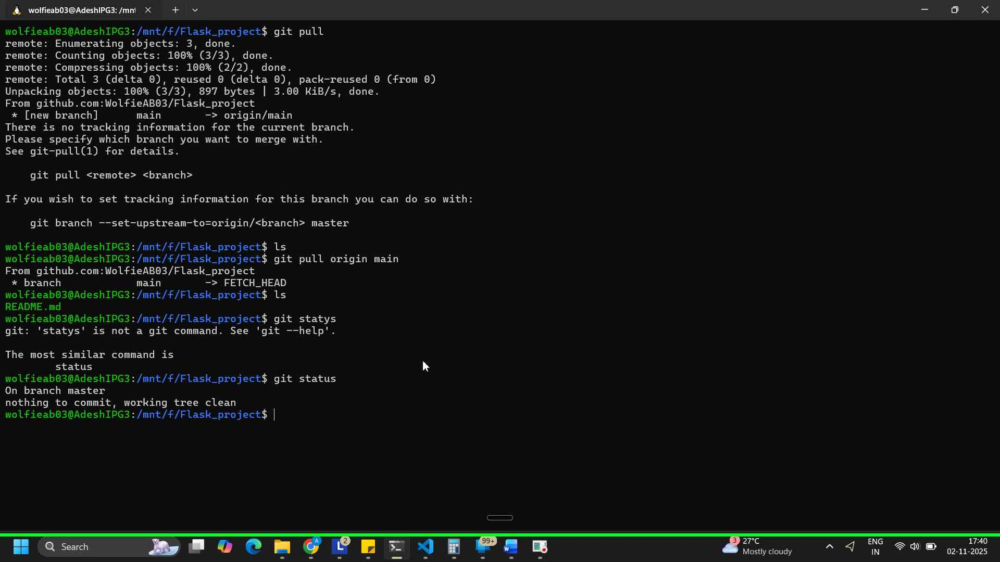 wolfieab03@AdeshIPG3: /mnt
wolfieab03@AdeshIPG3:/mnt/f/Flask_project$ git pull
remote: Enumerating objects: 3, done.
remote: Counting objects: 100% (3/3), done.
remote: Compressing objects: 100% (2/2), done.
remote: Total 3 (delta 0), reused 0 (delta 0), pack-reused 0 (from 0)
Unpacking objects: 100% (3/3), 897 bytes | 3.00 KiB/s, done.
From github.com:WolfieAB03/Flask_project
 * [new branch]      main       -> origin/main
There is no tracking information for the current branch.
Please specify which branch you want to merge with.
See git-pull(1) for details.
    git pull <remote> <branch>
If you wish to set tracking information for this branch you can do so with:
    git branch --set-upstream-to=origin/<branch> master
wolfieab03@AdeshIPG3:/mnt/f/Flask_project$ ls
wolfieab03@AdeshIPG3:/mnt/f/Flask_project$ git pull origin main
From github.com:WolfieAB03/Flask_project
 * branch            main       -> FETCH_HEAD
wolfieab03@AdeshIPG3:/mnt/f/Flask_project$ ls
README.md
wolfieab03@AdeshIPG3:/mnt/f/Flask_project$ git statys
git: 'statys' is not a git command. See 'git --help'.
The most similar command is
        status
wolfieab03@AdeshIPG3:/mnt/f/Flask_project$ git status
On branch master
nothing to commit, working tree clean
wolfieab03@AdeshIPG3:/mnt/f/Flask_project$
Search
A
L
2
99+
W
3
27°C
Mostly cloudy
ENG
IN
17:40
02-11-2025